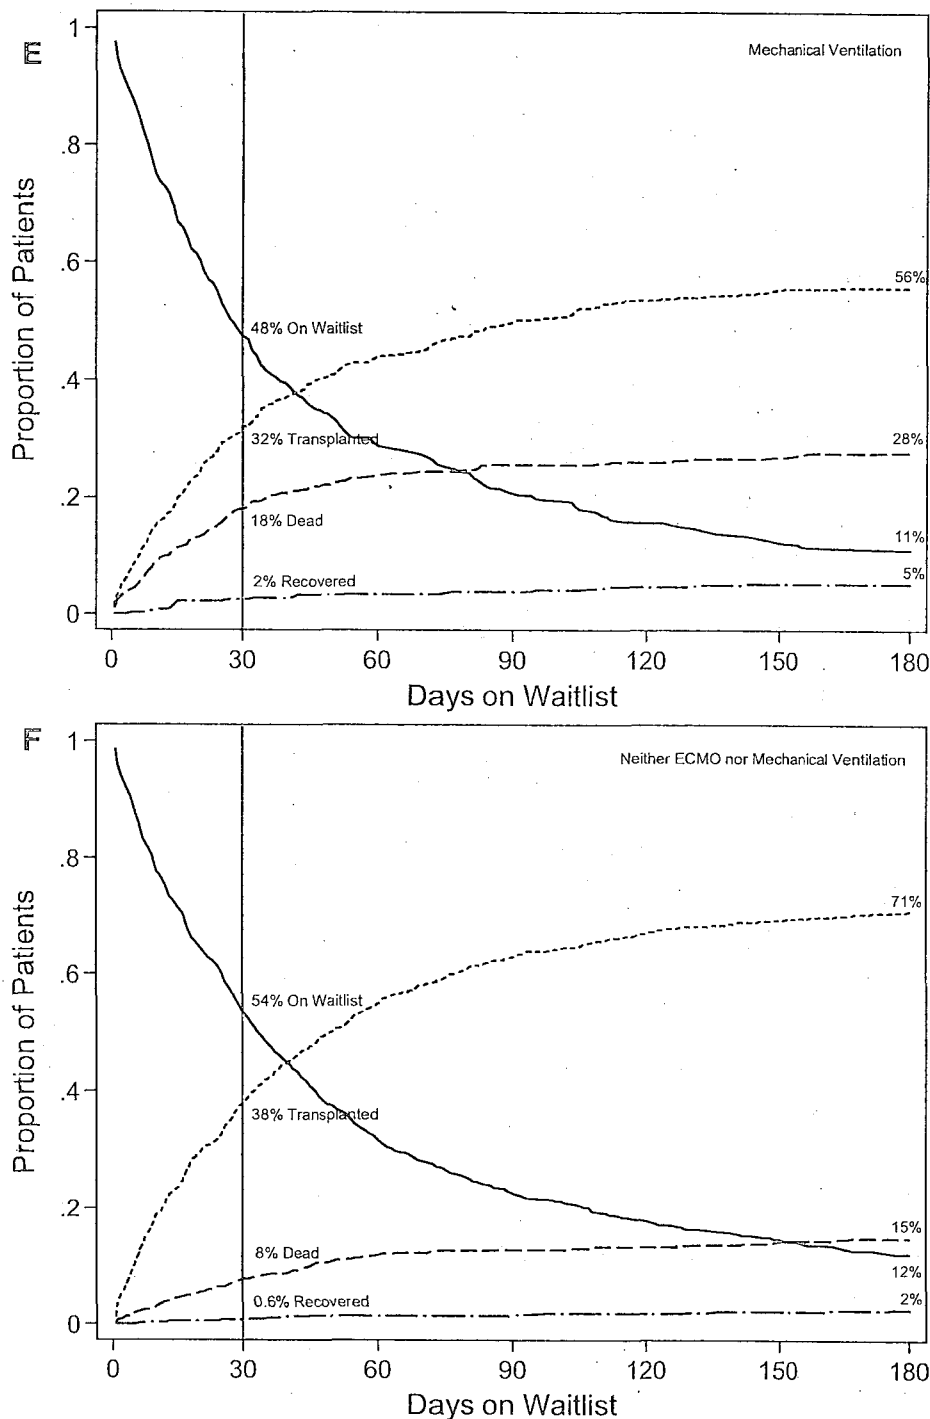 E
Mechanical Ventilation
1
.8
.6
.4
.2
0
Proportion of Patients
56%
48% On Waitlist
32% Transplanted
28%
18% Dead
11%
2% Recovered
5%
0 30 60 90 120 150 180
Days on Waitlist
F
Neither ECMO nor Mechanical Ventilation
1
.8
.6
.4
.2
0
Proportion of Patients
71%
54% On Waitlist
38% Transplanted
15%
8% Dead
12%
0.6% Recovered
2%
0 30 60 90 120 150 180
Days on Waitlist